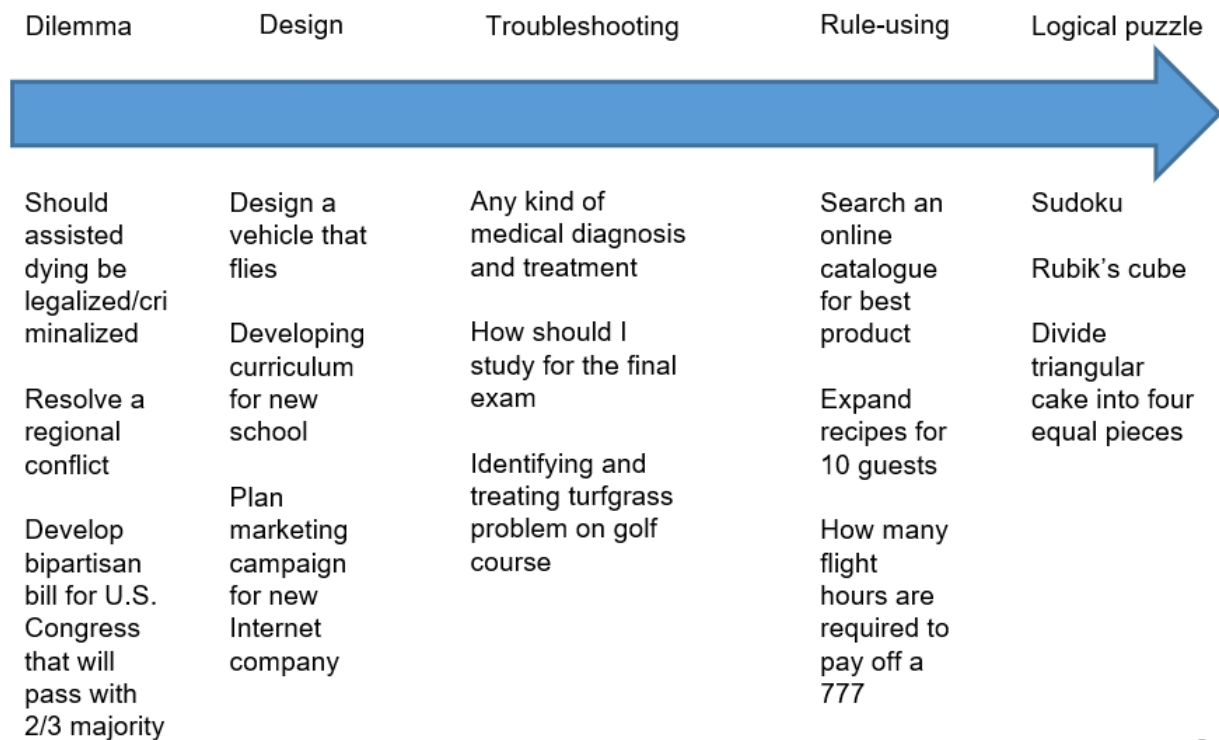 Dilemma
Design
Troubleshooting
Rule-using
Logical puzzle
Should
assisted
dying be
legalized/cri
minalized
Resolve a
regional
conflict
Develop
bipartisan
bill for U.S.
Congress
that will
pass with
2/3 majority
Design a
vehicle that
flies
Developing
curriculum
for new
school
Plan
marketing
campaign
for new
Internet
company
Any kind of
medical diagnosis
and treatment
How should I
study for the final
exam
Identifying and
treating turfgrass
problem on golf
course
Search an
online
catalogue
for best
product
Expand
recipes for
10 guests
How many
flight
hours are
required to
pay off a
777
Sudoku
Rubik’s cube
Divide
triangular
cake into four
equal pieces